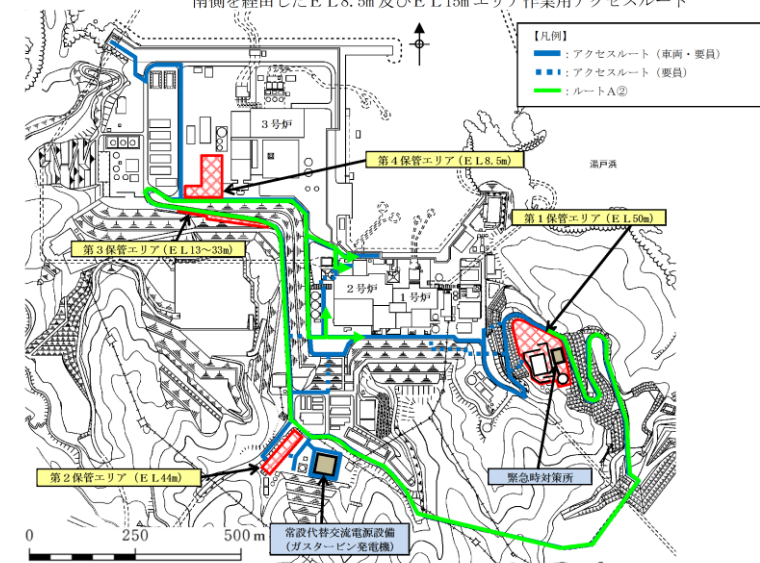 南側を経由したEL8.5m及びEL15mエリア作業用アクセスルート
【凡例】
：アクセスルート（車両・要員）
：アクセスルート（要員）
：ルートA②
3号炉
第4保管エリア（EL8.5m）
湯戸浜
第1保管エリア（EL50m）
第3保管エリア（EL13～33m）
2号炉
1号炉
第2保管エリア（EL44m）
緊急時対策所
常設代替交流電源設備
（ガスタービン発電機）
0 250 500 m